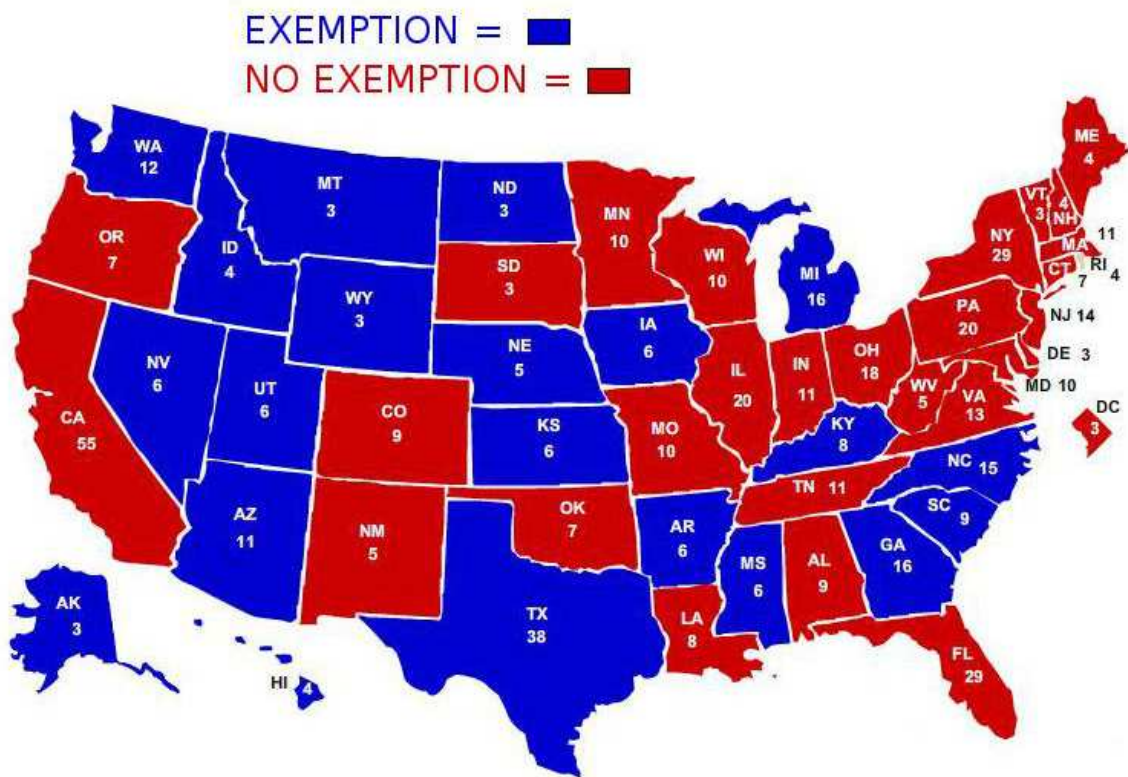 EXEMPTION =
NO EXEMPTION =
WA
12
MT
3
ND
3
MN
10
ME
4
VT
3
4
NH
OR
7
ID
4
SD
3
WI
10
MI
16
NY
29
11
MA
RI 4
CT
7
WY
3
IA
6
PA
20
NJ 14
NV
6
UT
6
NE
5
IL
20
IN
11
OH
18
WV
5
VA
13
DE 3
MD 10
DC
3
CA
55
CO
9
KS
6
MO
10
KY
8
NC 15
TN 11
SC 9
AZ
11
NM
5
OK
7
AR
6
MS
6
AL
9
GA
16
AK
3
HI 4
TX
38
LA
8
FL
29